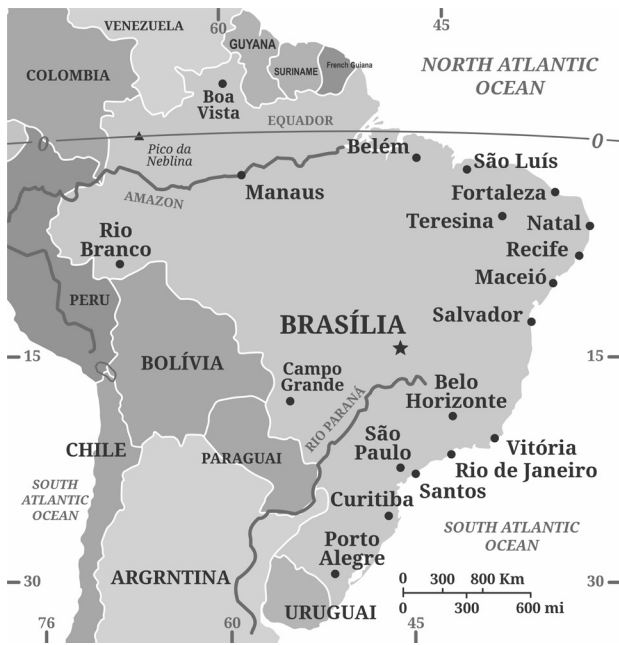 60
45
VENEZUELA
GUYANA
SURINAME
French Guiana
COLOMBIA
NORTH ATLANTIC
OCEAN
Boa
Vista
EQUADOR
0
0
Pico da
Neblina
Belém
São Luís
AMAZON
Manaus
Fortaleza
Teresina
Natal
Rio
Branco
Recife
Maceió
PERU
BRASÍLIA
Salvador
15
15
BOLÍVIA
Campo
Grande
RIO PARANÁ
Belo
Horizonte
CHILE
PARAGUAI
São
Paulo
Vitória
Rio de Janeiro
SOUTH
ATLANTIC
OCEAN
Santos
Curitiba
SOUTH ATLANTIC
OCEAN
Porto
Alegre
ARGRNTINA
30
30
0 300 800 Km
0 300 600 mi
URUGUAI
76
60
45